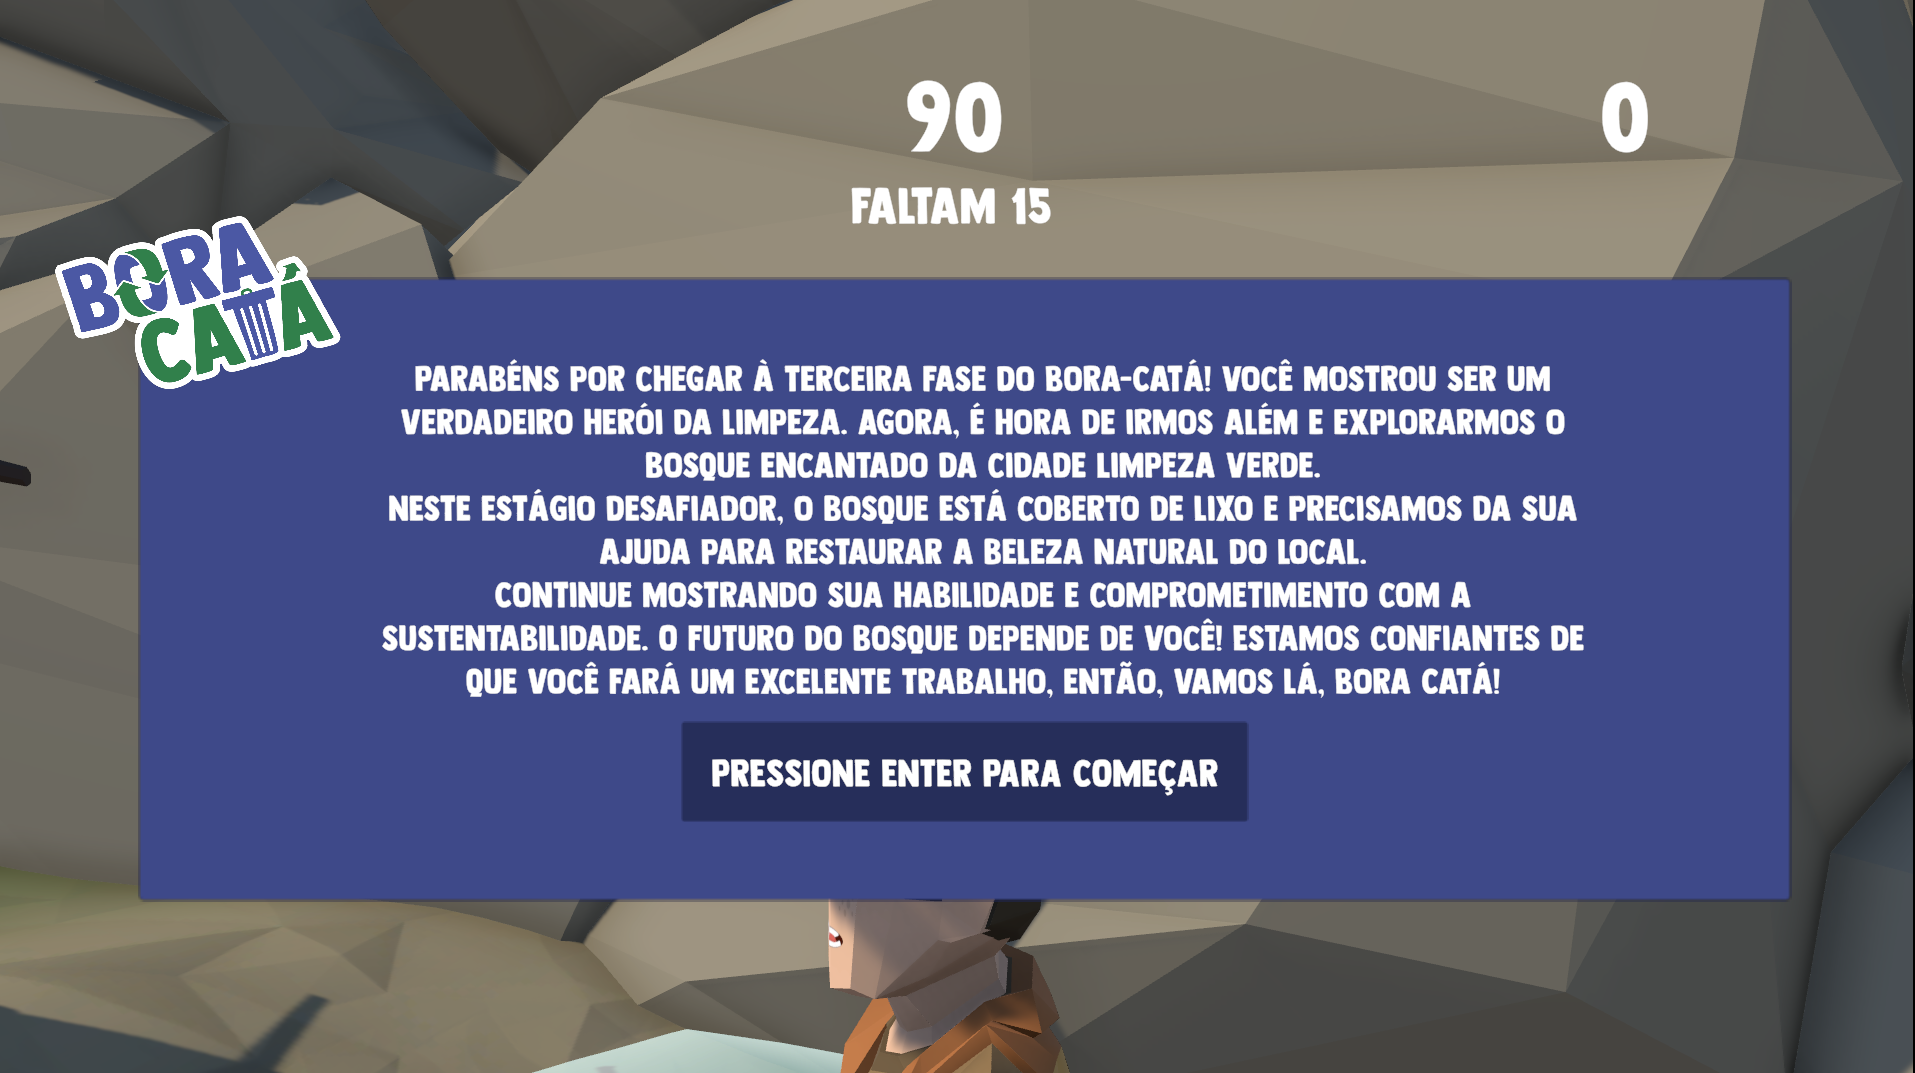 90
0
FALTAM 15
BORA
CATÁ
PARABÉNS POR CHEGAR À TERCEIRA FASE DO BORA-CATÁ! VOCÊ MOSTROU SER UM
VERDADEIRO HERÓI DA LIMPEZA. AGORA, É HORA DE IRMOS ALÉM E EXPLORARMOS O
BOSQUE ENCANTADO DA CIDADE LIMPEZA VERDE.
NESTE ESTÁGIO DESAFIADOR, O BOSQUE ESTÁ COBERTO DE LIXO E PRECISAMOS DA SUA
AJUDA PARA RESTAURAR A BELEZA NATURAL DO LOCAL.
CONTINUE MOSTRANDO SUA HABILIDADE E COMPROMETIMENTO COM A
SUSTENTABILIDADE. O FUTURO DO BOSQUE DEPENDE DE VOCÊ! ESTAMOS CONFIANTES DE
QUE VOCÊ FARÁ UM EXCELENTE TRABALHO, ENTÃO, VAMOS LÁ, BORA CATÁ!
PRESSIONE ENTER PARA COMEÇAR